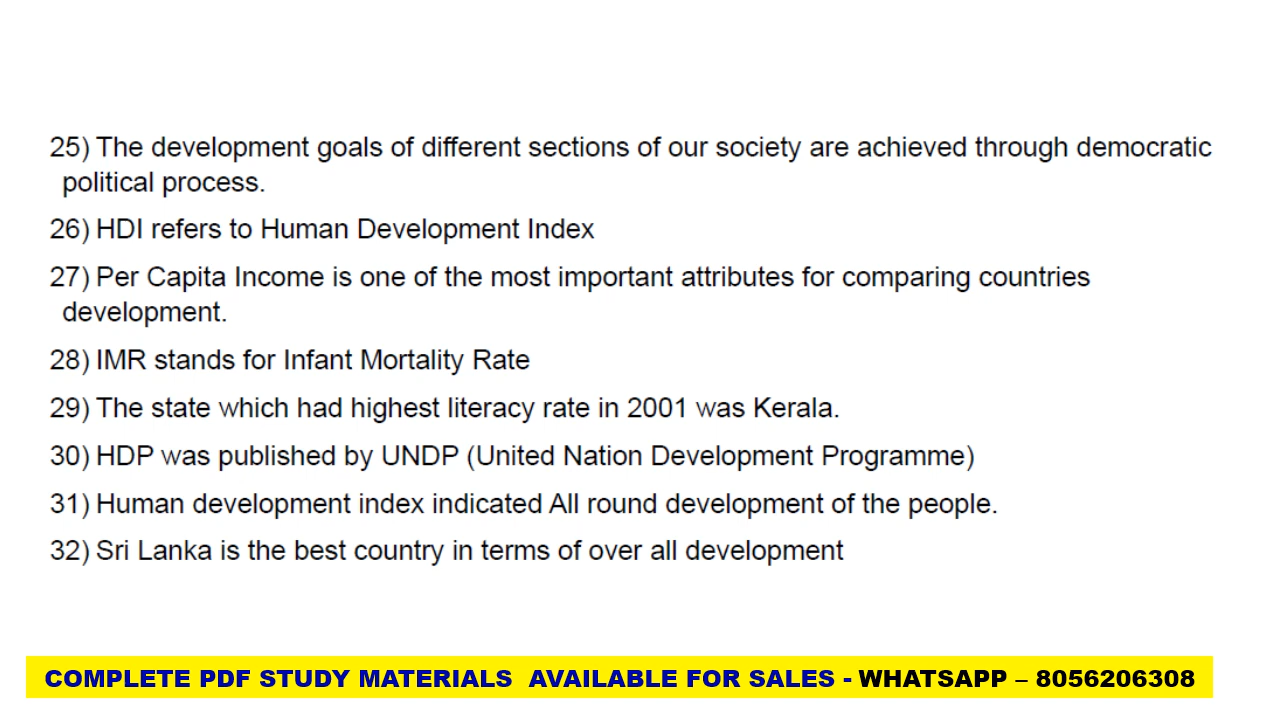 25) The development goals of different sections of our society are achieved through democratic
political process.
26) HDI refers to Human Development Index
27) Per Capita Income is one of the most important attributes for comparing countries
development.
28) IMR stands for Infant Mortality Rate
29) The state which had highest literacy rate in 2001 was Kerala.
30) HDP was published by UNDP (United Nation Development Programme)
31) Human development index indicated All round development of the people.
32) Sri Lanka is the best country in terms of over all development
COMPLETE PDF STUDY MATERIALS AVAILABLE FOR SALES - WHATSAPP – 8056206308